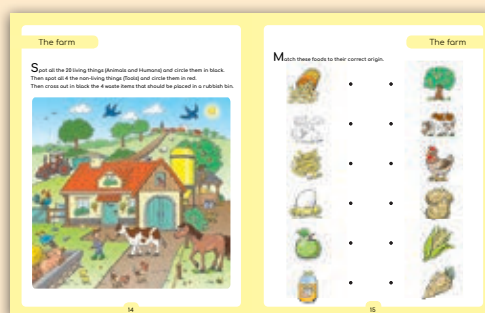 The farm
Spot all the 20 living things (Animals and Humans) and circle them in black.
Then spot all 4 the non-living things (Tools) and circle them in red.
Then cross out in black the 4 waste items that should be placed in a rubbish bin.
14
The farm
Match these foods to their correct origin.
15